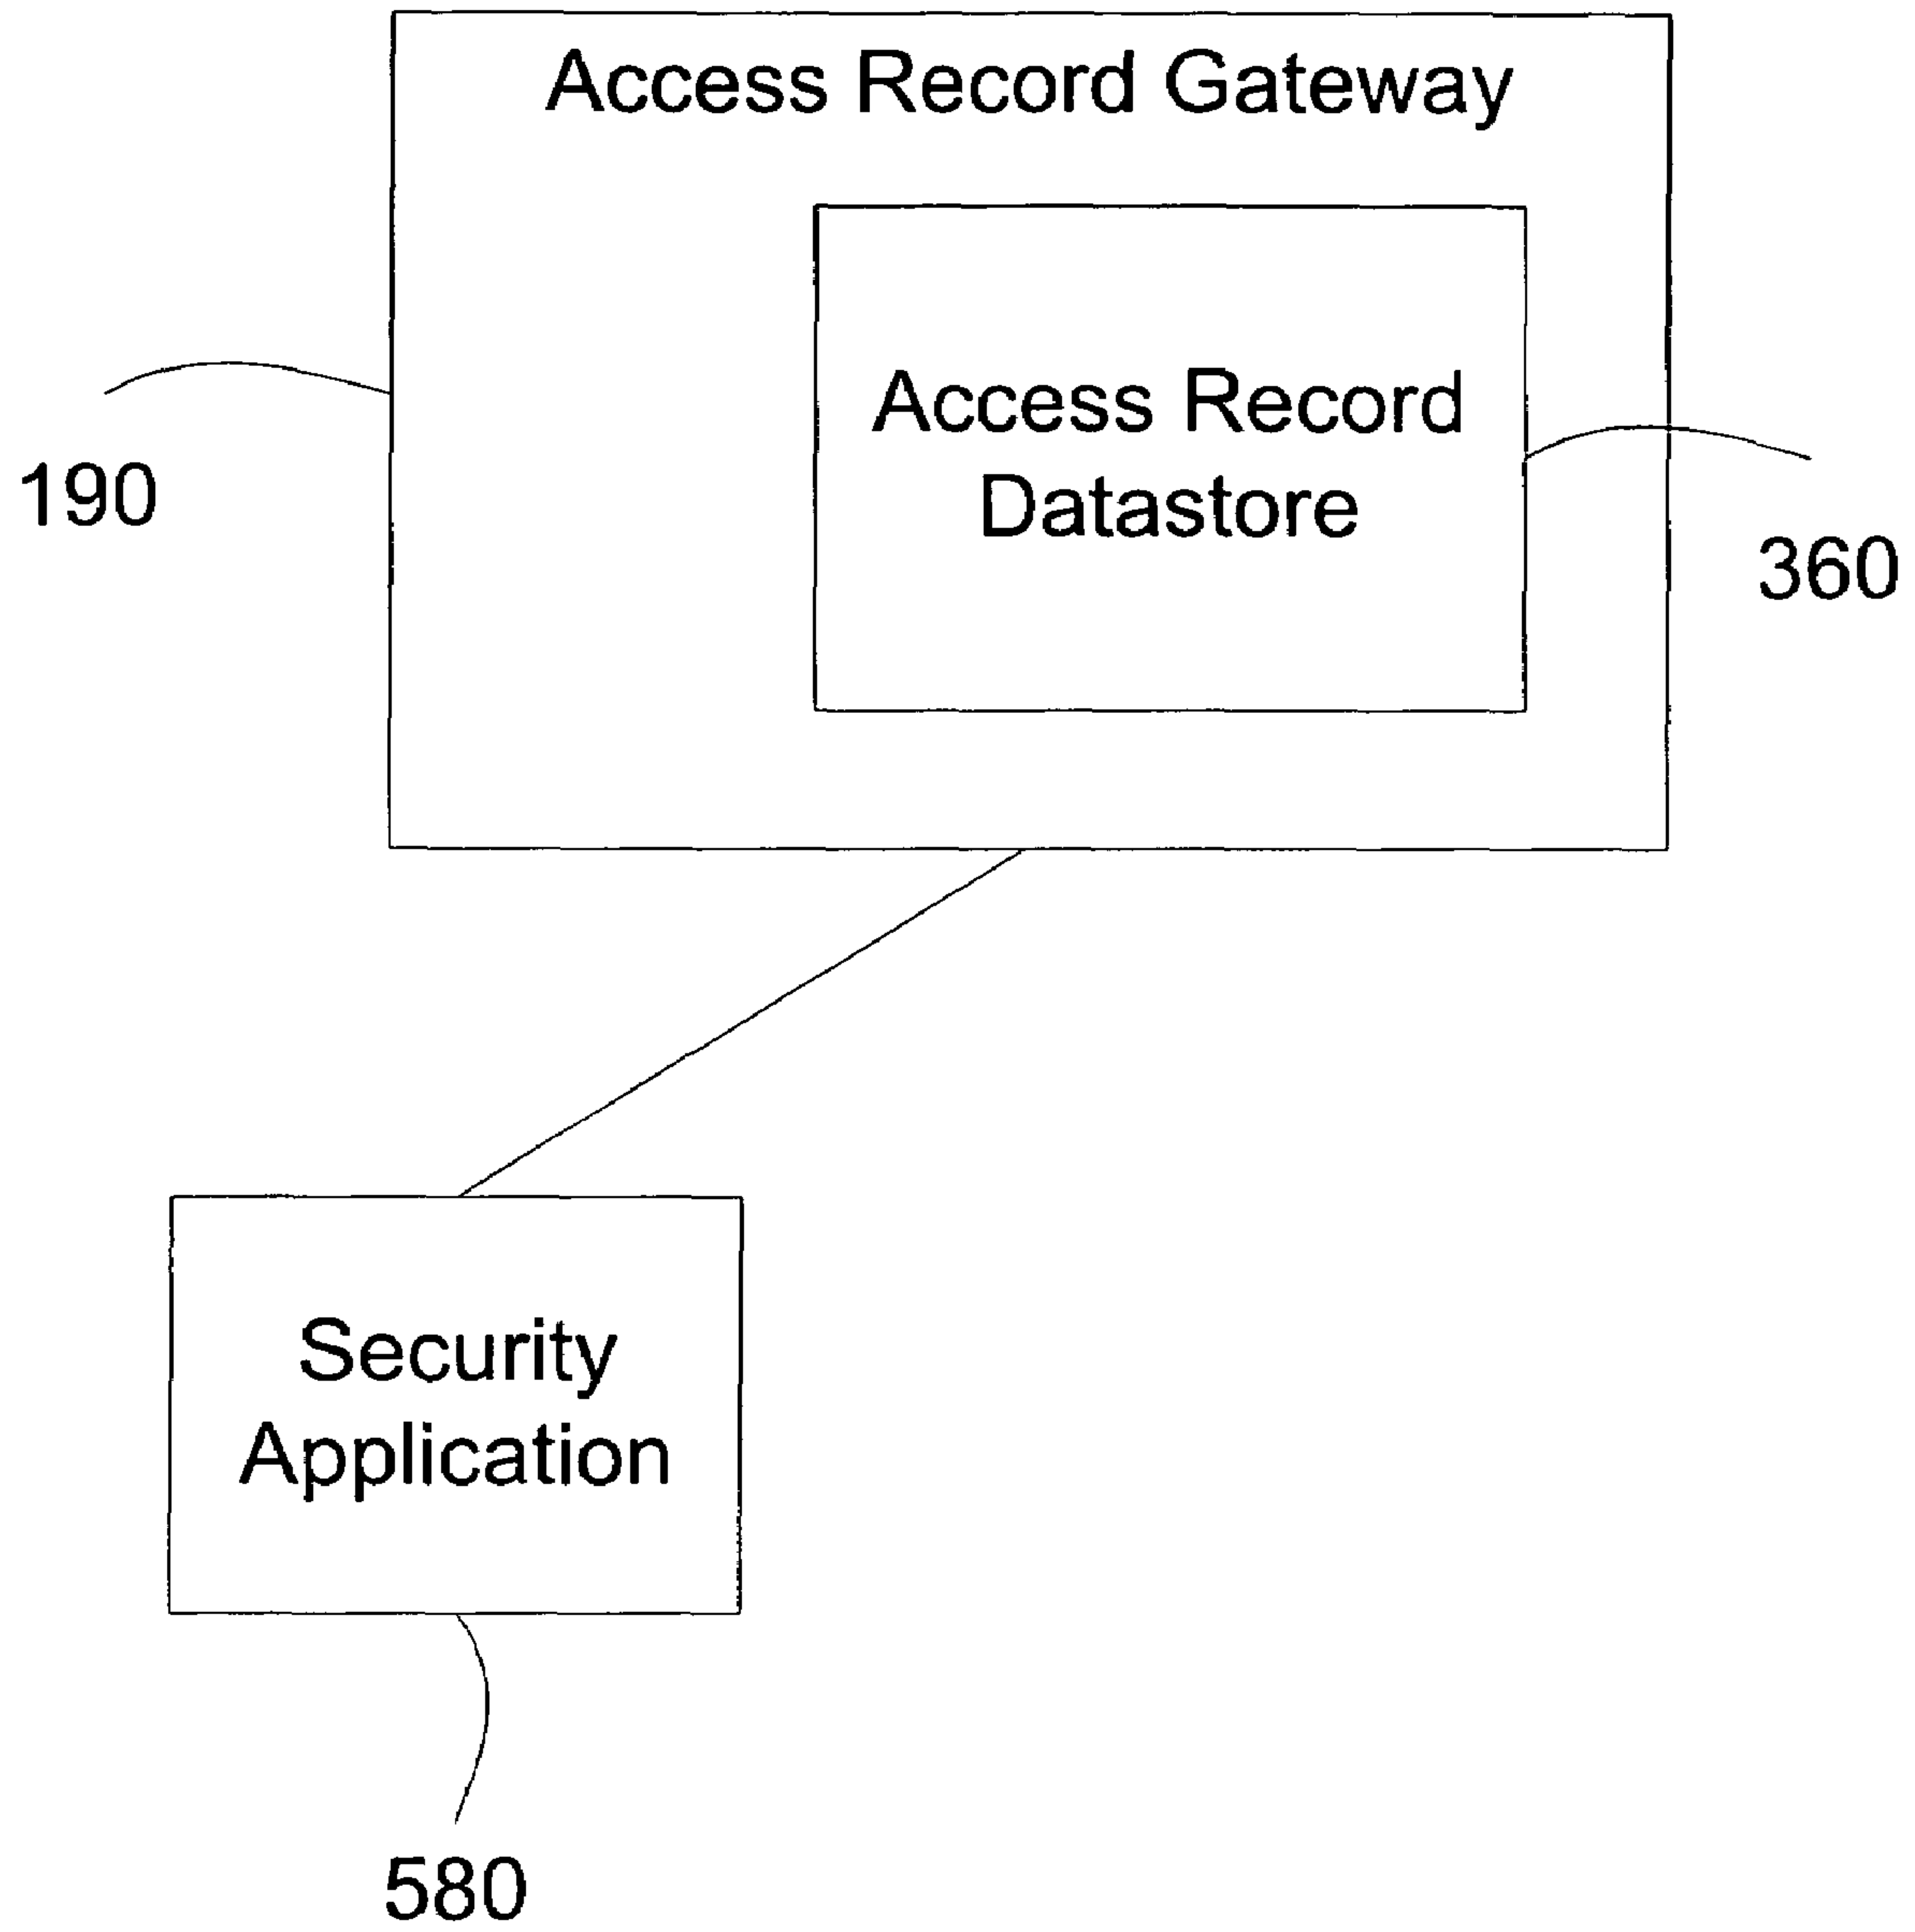 Access Record Gateway
Access Record
Datastore
190
360
Security
Application
580